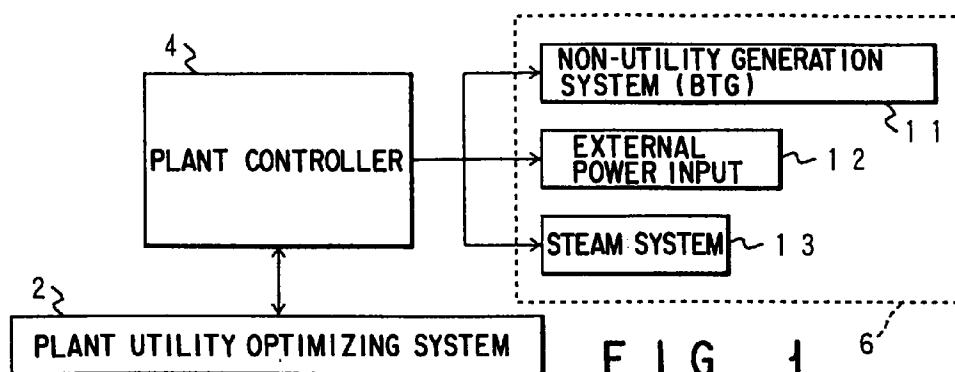 4
NON-UTILITY GENERATION
SYSTEM (BTG)
11
PLANT CONTROLLER
EXTERNAL
POWER INPUT
12
STEAM SYSTEM
13
2
PLANT UTILITY OPTIMIZING SYSTEM
FIG. 1
6